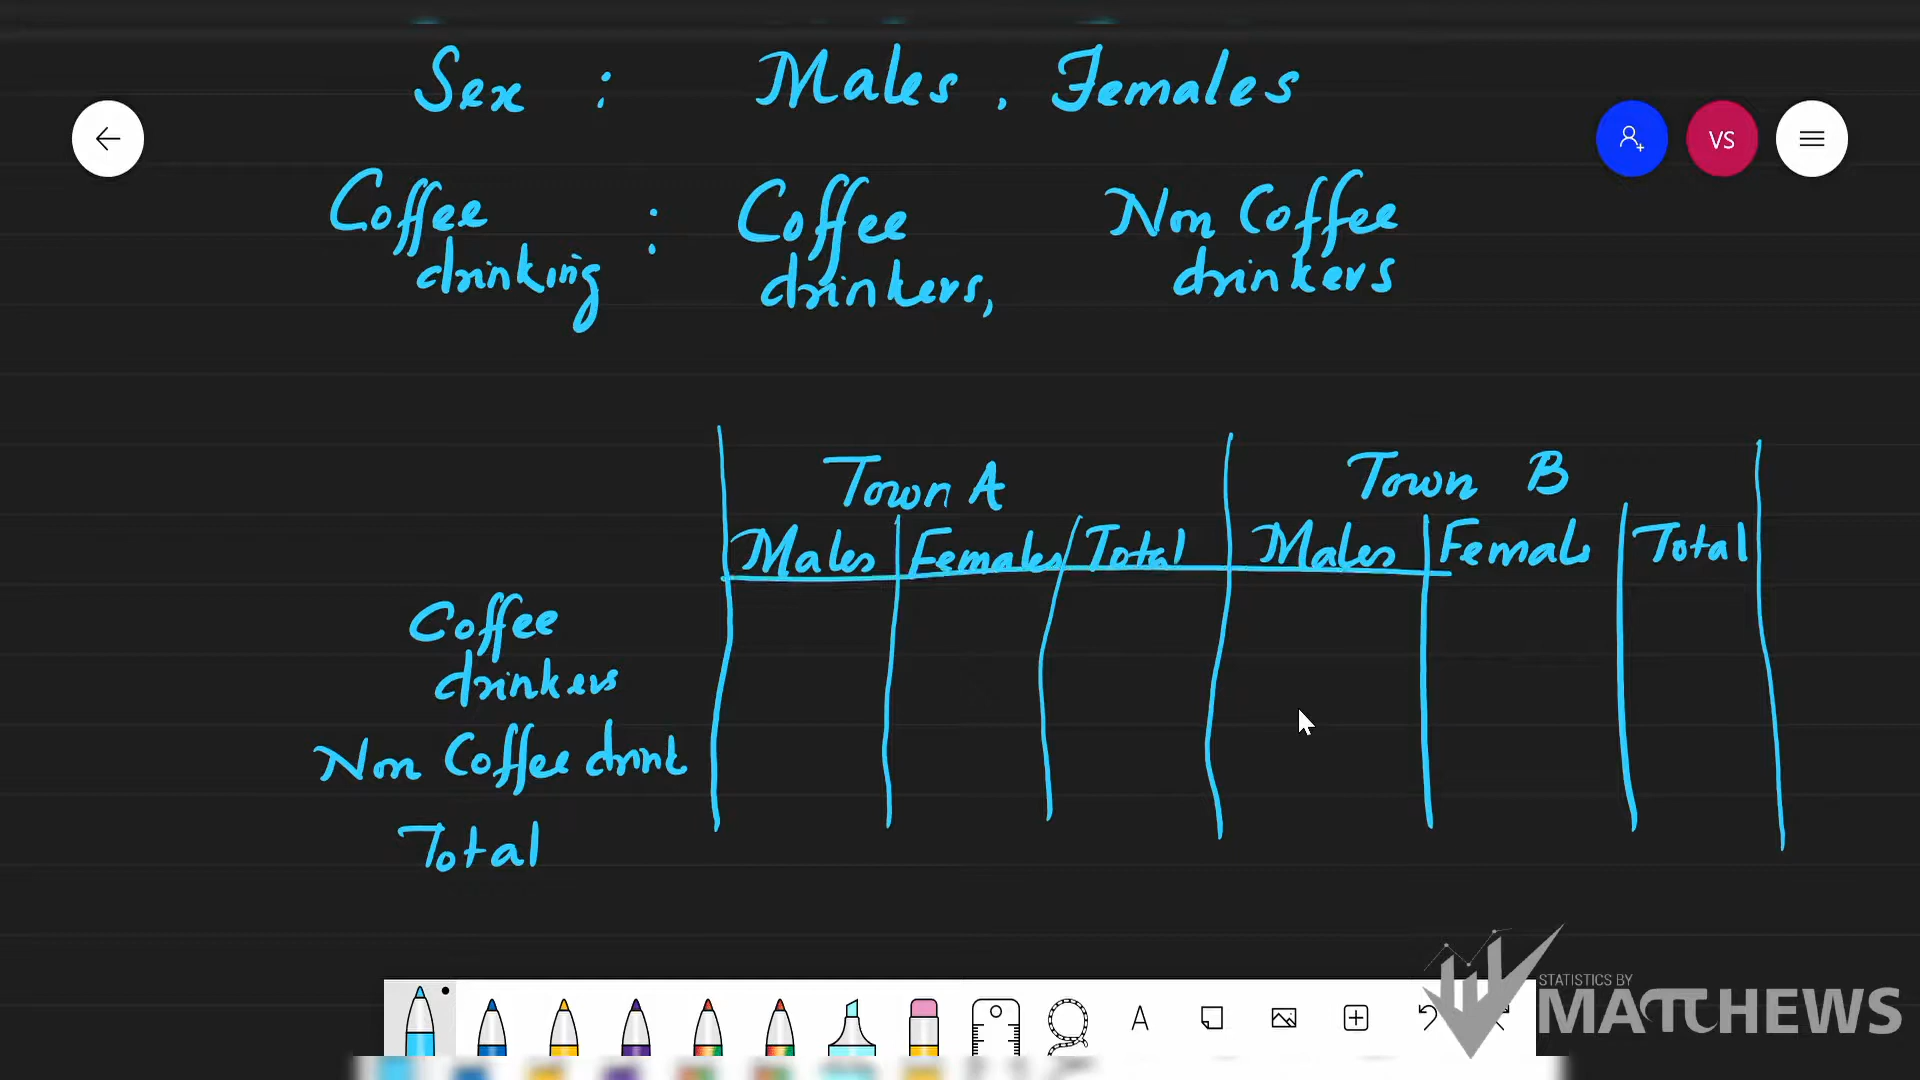 Sex : Males, Females
Coffee drinking : Coffee drinkers, Non Coffee drinkers
Town A Town B
Males Females Total Males Female Total
Coffee drinkers
Non Coffee drink
Total
VS
A
STATISTICS BY
MATTHEWS